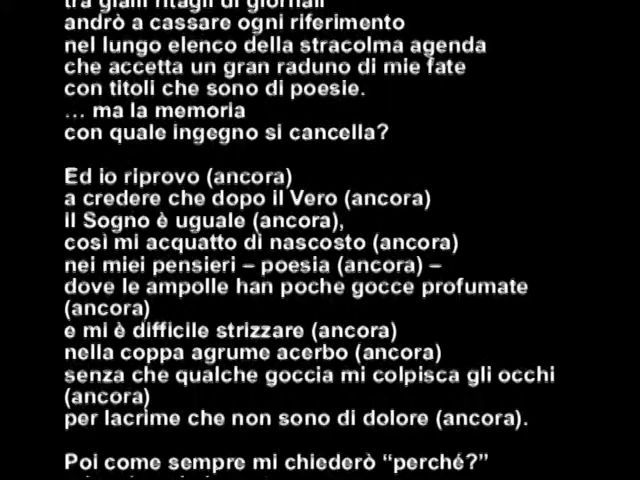 tra gialli ritagli di giornali
andrò a cassare ogni riferimento
nel lungo elenco della stracolma agenda
che accetta un gran raduno di mie fate
con titoli che sono di poesie.
… ma la memoria
con quale ingegno si cancella?
Ed io riprovo (ancora)
a credere che dopo il Vero (ancora)
il Sogno è uguale (ancora),
così mi acquatto di nascosto (ancora)
nei miei pensieri – poesia (ancora) –
dove le ampolle han poche gocce profumate
(ancora)
e mi è difficile strizzare (ancora)
nella coppa agrume acerbo (ancora)
senza che qualche goccia mi colpisca gli occhi
(ancora)
per lacrime che non sono di dolore (ancora).
Poi come sempre mi chiederò “perché?”